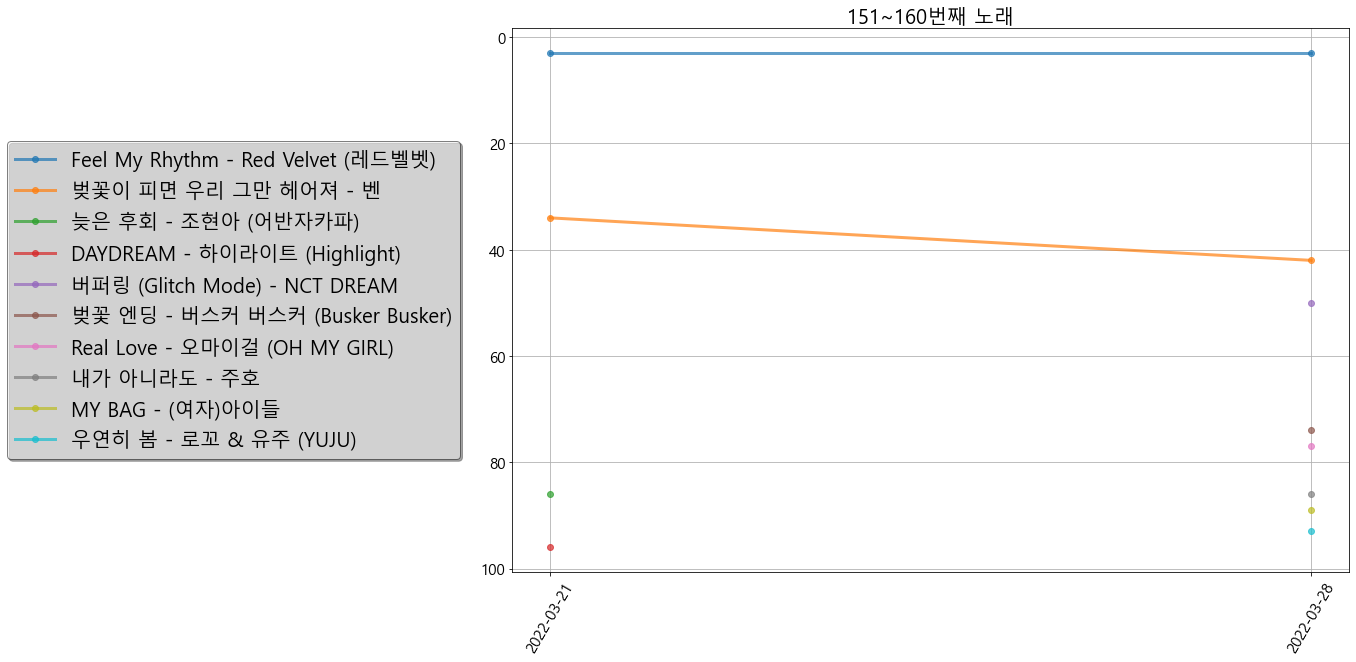 151~160번째 노래
Feel My Rhythm - Red Velvet (레드벨벳)
벚꽃이 피면 우리 그만 헤어져 - 벤
늦은 후회 - 조현아 (어반자카파)
DAYDREAM - 하이라이트 (Highlight)
버퍼링 (Glitch Mode) - NCT DREAM
벚꽃 엔딩 - 버스커 버스커 (Busker Busker)
Real Love - 오마이걸 (OH MY GIRL)
내가 아니라도 - 주호
MY BAG - (여자)아이들
우연히 봄 - 로꼬 & 유주 (YUJU)
0
20
40
60
80
100
2022-03-21
2022-03-28